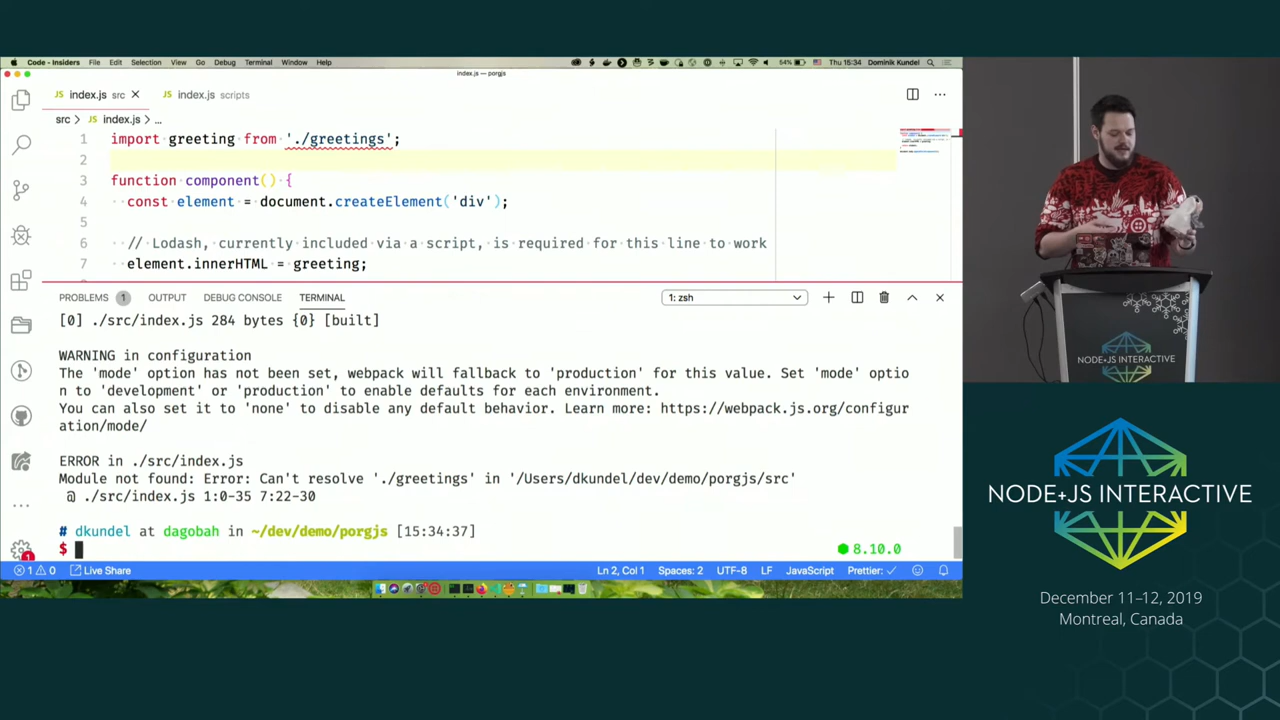 Code - Insiders File Edit Selection View Go Debug Terminal Window Help 54% Thu 15:34 Dominik Kundel
index.js — porgjs
JS index.js src × JS index.js scripts
src > JS index.js > ...
1 import greeting from './greetings';
2
3 function component() {
4 const element = document.createElement('div');
5
6 // Lodash, currently included via a script, is required for this line to work
7 element.innerHTML = greeting;
PROBLEMS 1 OUTPUT DEBUG CONSOLE TERMINAL 1: zsh
[0] ./src/index.js 284 bytes {0} [built]
WARNING in configuration
The 'mode' option has not been set, webpack will fallback to 'production' for this value. Set 'mode' optio
n to 'development' or 'production' to enable defaults for each environment.
You can also set it to 'none' to disable any default behavior. Learn more: https://webpack.js.org/configur
ation/mode/
ERROR in ./src/index.js
Module not found: Error: Can't resolve './greetings' in '/Users/dkundel/dev/demo/porgjs/src'
@ ./src/index.js 1:0-35 7:22-30
# dkundel at dagobah in ~/dev/demo/porgjs [15:34:37]
$ 8.10.0
1 0 Live Share Ln 2, Col 1 Spaces: 2 UTF-8 LF JavaScript Prettier: ✓
NODE+JS INTERACTIVE
NODE+JS INTERACTIVE
December 11–12, 2019
Montreal, Canada